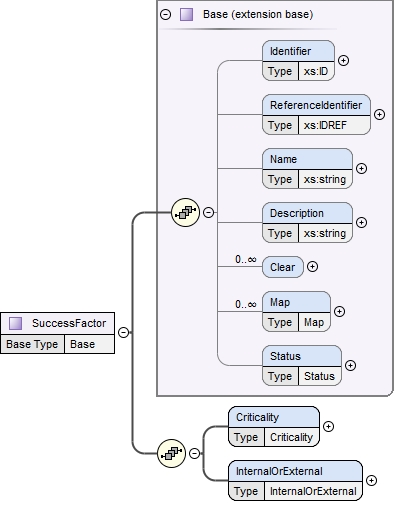 Base (extension base)
Identifier
Type xs:ID
ReferenceIdentifier
Type xs:IDREF
Name
Type xs:string
Description
Type xs:string
0..∞
Clear
0..∞
Map
Type Map
Status
Type Status
SuccessFactor
Base Type Base
Criticality
Type Criticality
InternalOrExternal
Type InternalOrExternal